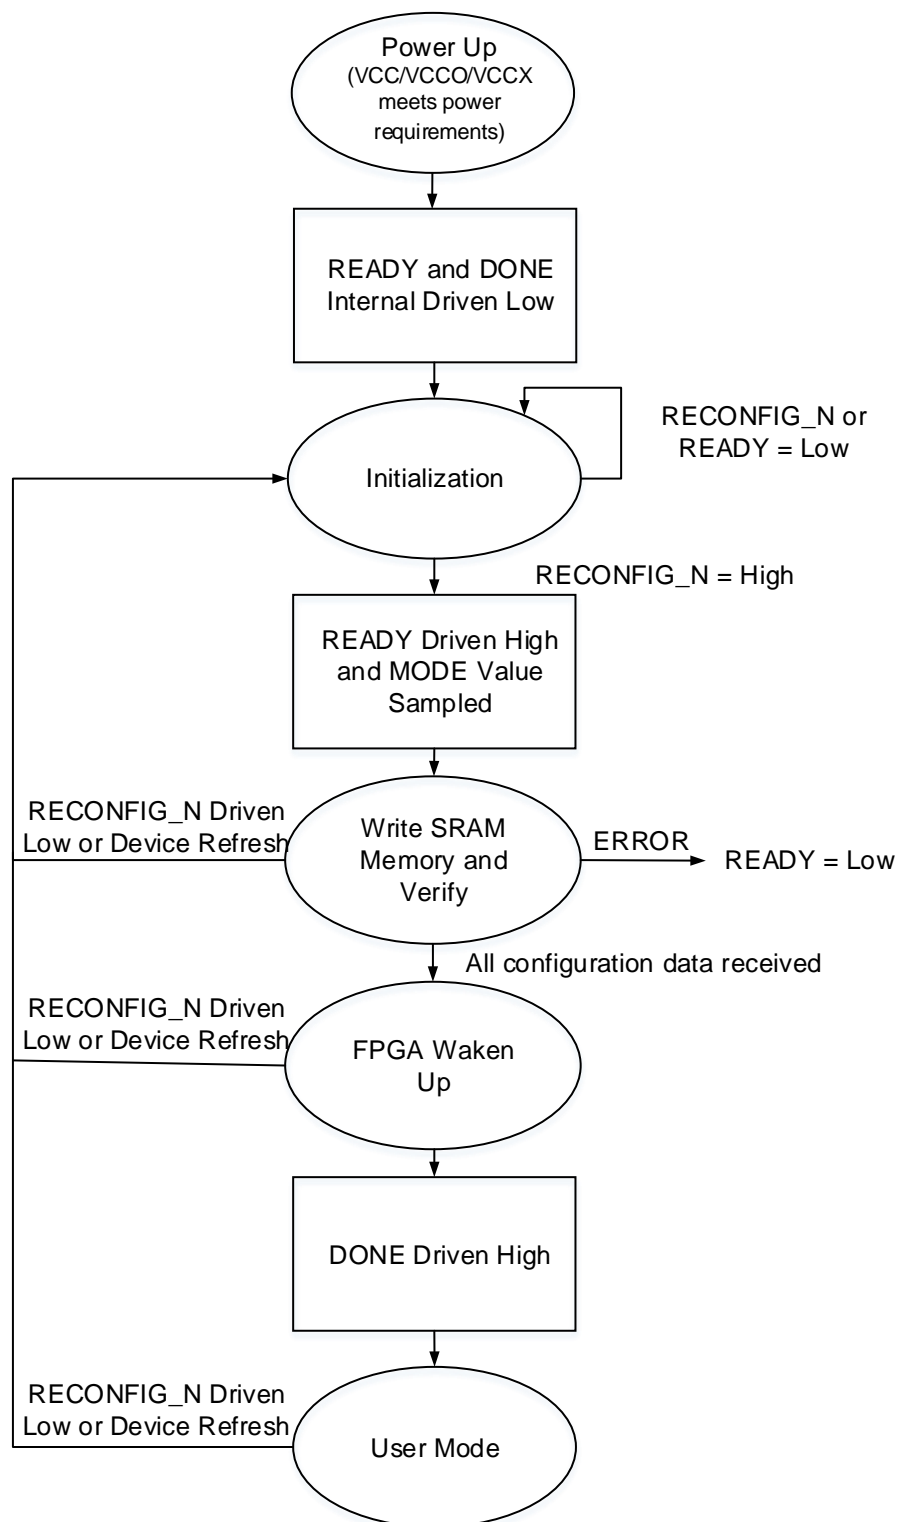 Power Up
(VCC/VCCO/VCCX
meets power
requirements)
READY and DONE
Internal Driven Low
RECONFIG_N or
READY = Low
Initialization
RECONFIG_N = High
READY Driven High
and MODE Value
Sampled
RECONFIG_N Driven
Low or Device Refresh
Write SRAM
Memory and
Verify
ERROR
READY = Low
All configuration data received
RECONFIG_N Driven
Low or Device Refresh
FPGA Waken
Up
DONE Driven High
RECONFIG_N Driven
Low or Device Refresh
User Mode